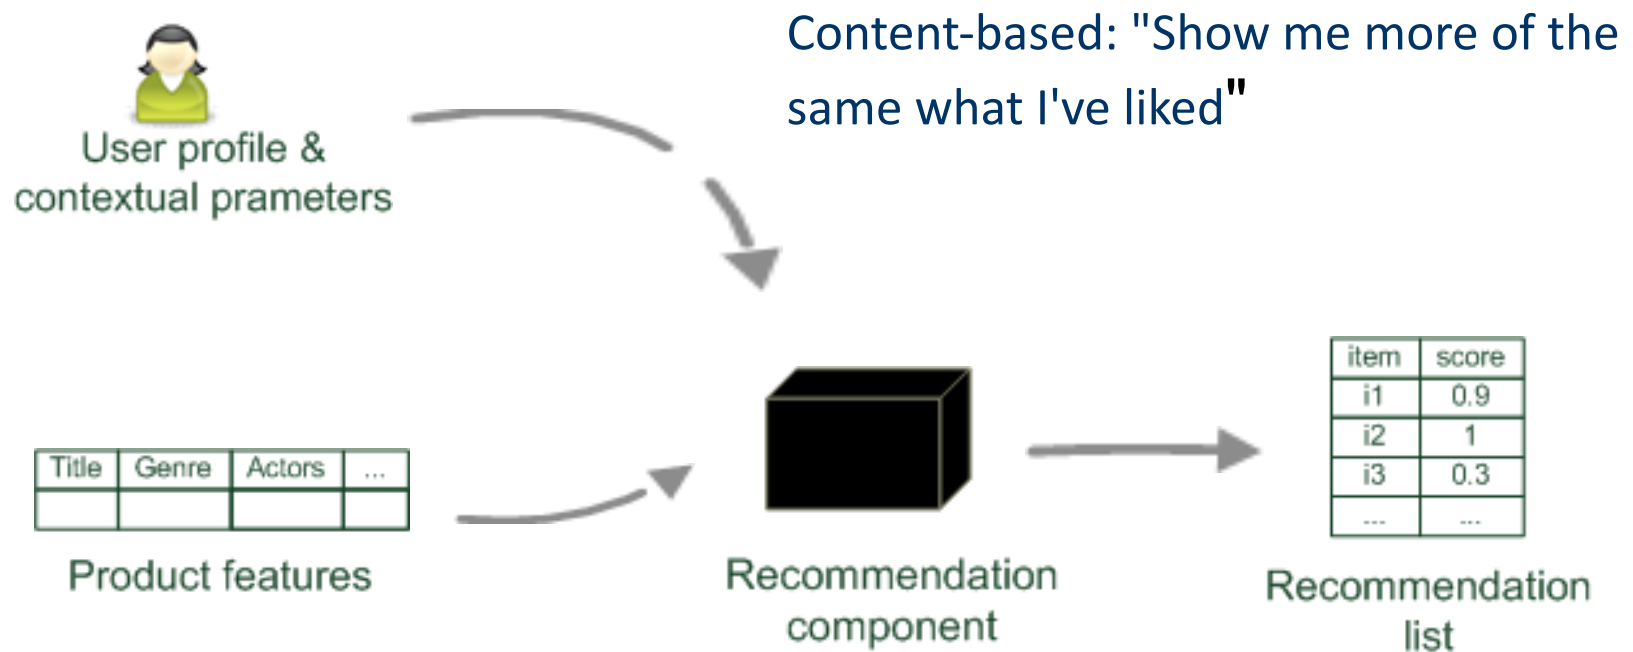 Content-based: "Show me more of the
same what I've liked"
User profile &
contextual prameters
Title Genre Actors ...
Product features
Recommendation
component
item score
i1 0.9
i2 1
i3 0.3
... ...
Recommendation
list